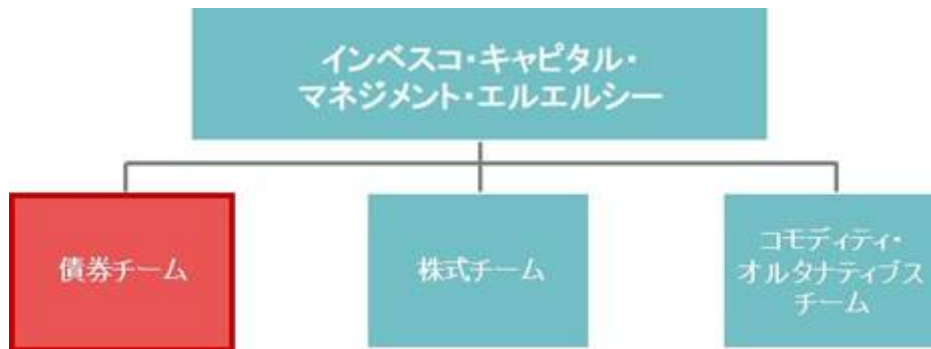 インベスコ・キャピタル・
マネジメント・エルエルシー
債券チーム
株式チーム
コモディティ・
オルタナティブス
チーム